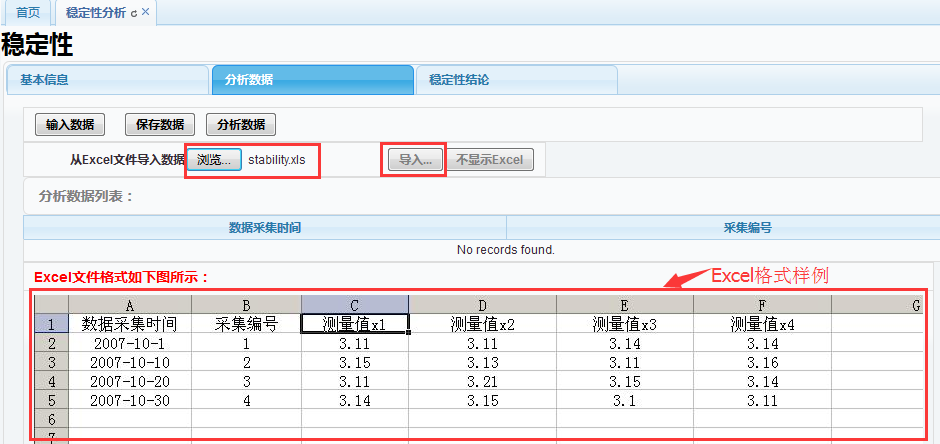 首页 稳定性分析
稳定性
基本信息 分析数据 稳定性结论
输入数据 保存数据 分析数据
从Excel文件导入数据 浏览... stability.xls 导入... 不显示Excel
分析数据列表：
数据采集时间 采集编号
No records found.
Excel文件格式如下图所示： Excel格式样例
A B C D E F G
1 数据采集时间 采集编号 测量值x1 测量值x2 测量值x3 测量值x4
2 2007-10-1 1 3.11 3.11 3.14 3.14
3 2007-10-10 2 3.15 3.13 3.11 3.16
4 2007-10-20 3 3.11 3.21 3.15 3.14
5 2007-10-30 4 3.14 3.15 3.1 3.11
6
7